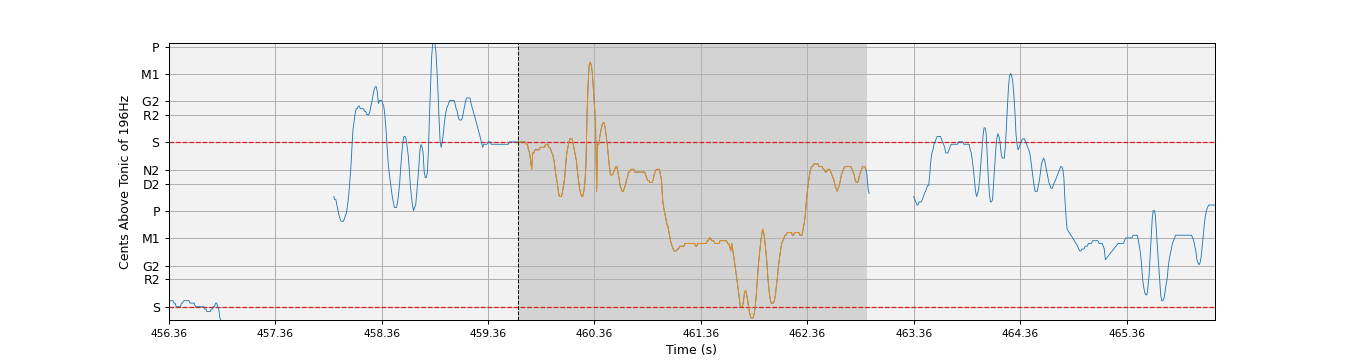 Cents Above Tonic of 196Hz
P
M1
G2
R2
S
N2
D2
P
M1
G2
R2
S
456.36 457.36 458.36 459.36 460.36 461.36 462.36 463.36 464.36 465.36
Time (s)